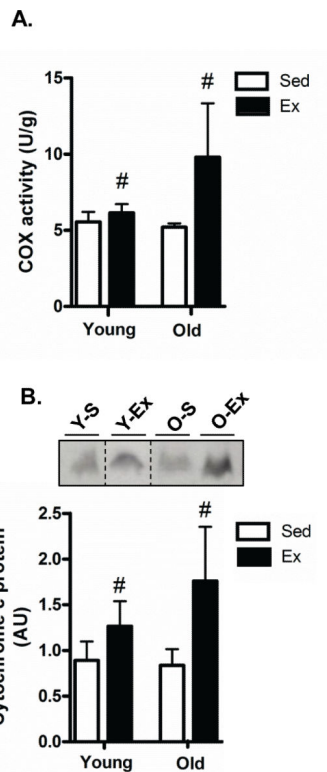 A.
COX activity (U/g)
15
10
5
0
#
#
Young
Old
Sed
Ex
B.
Y-S
Y-Ex
O-S
O-Ex
Cytochrome c protein
(AU)
2.5
2.0
1.5
1.0
0.5
0.0
#
#
Young
Old
Sed
Ex